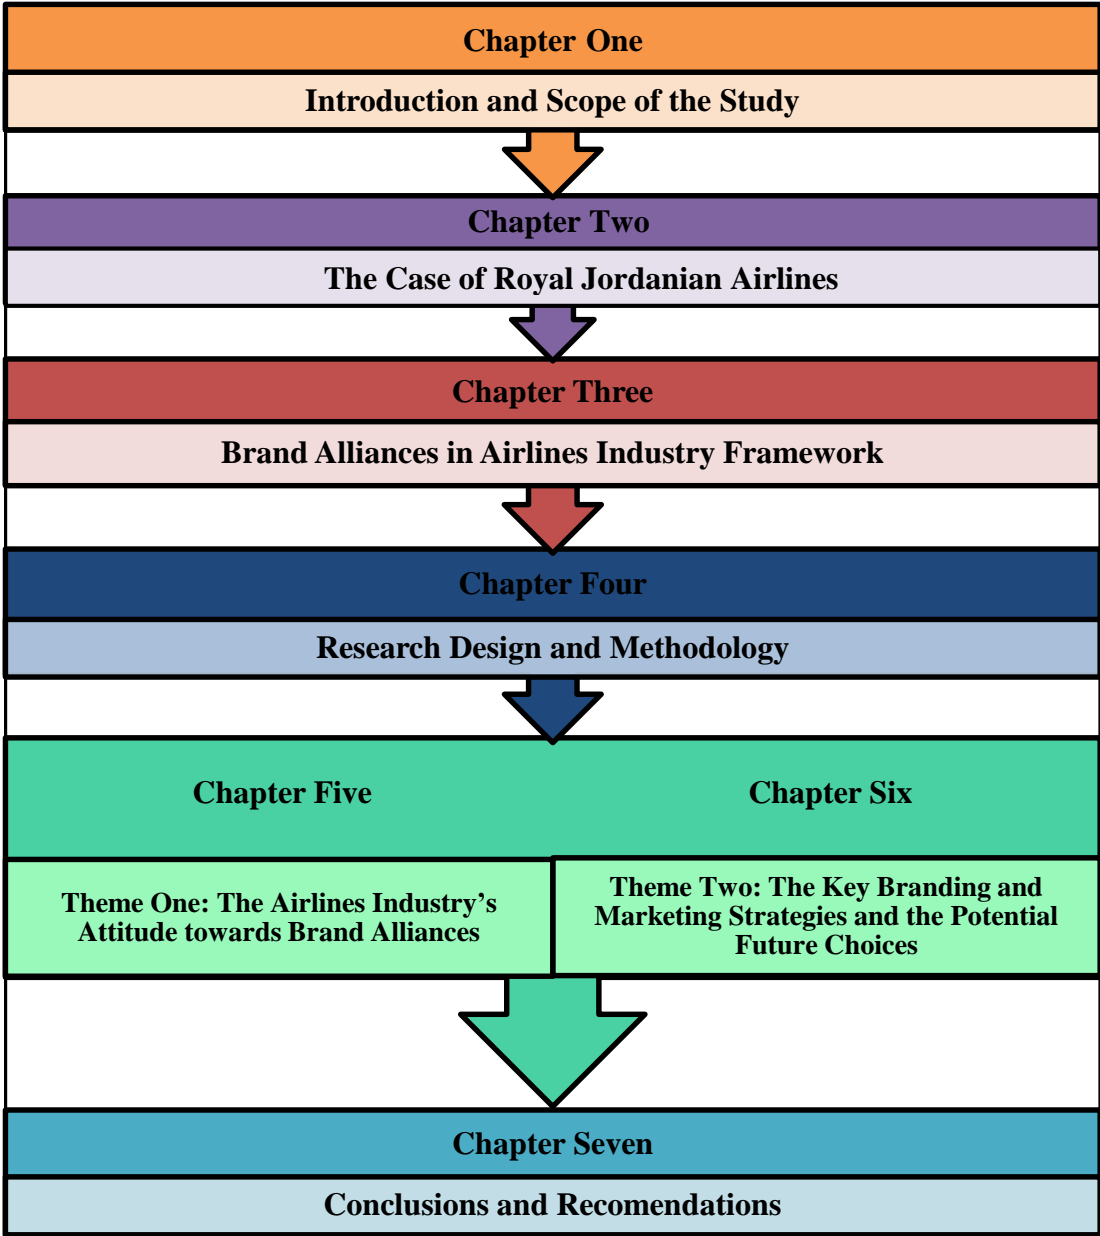 Chapter One
Introduction and Scope of the Study
Chapter Two
The Case of Royal Jordanian Airlines
Chapter Three
Brand Alliances in Airlines Industry Framework
Chapter Four
Research Design and Methodology
Chapter Five
Theme One: The Airlines Industry’s
Attitude towards Brand Alliances
Chapter Six
Theme Two: The Key Branding and
Marketing Strategies and the Potential
Future Choices
Chapter Seven
Conclusions and Recomendations